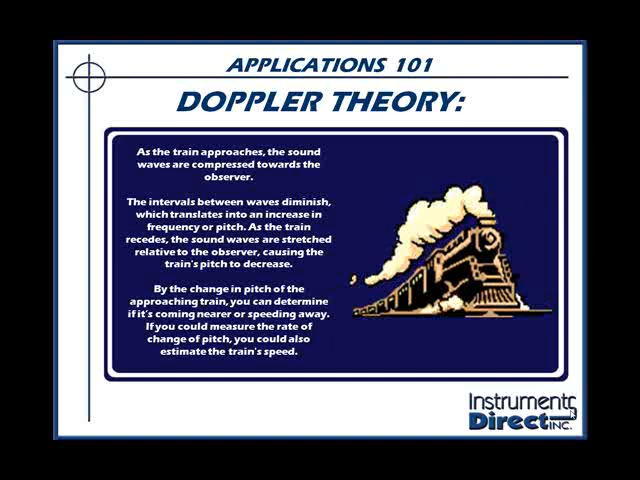 APPLICATIONS 101
DOPPLER THEORY:
As the train approaches, the sound
waves are compressed towards the
observer.
The intervals between waves diminish,
which translates into an increase in
frequency or pitch. As the train
recedes, the sound waves are stretched
relative to the observer, causing the
train's pitch to decrease.
By the change in pitch of the
approaching train, you can determine
if it's coming nearer or speeding away.
If you could measure the rate of
change of pitch, you could also
estimate the train's speed.
Instruments
Direct INC.